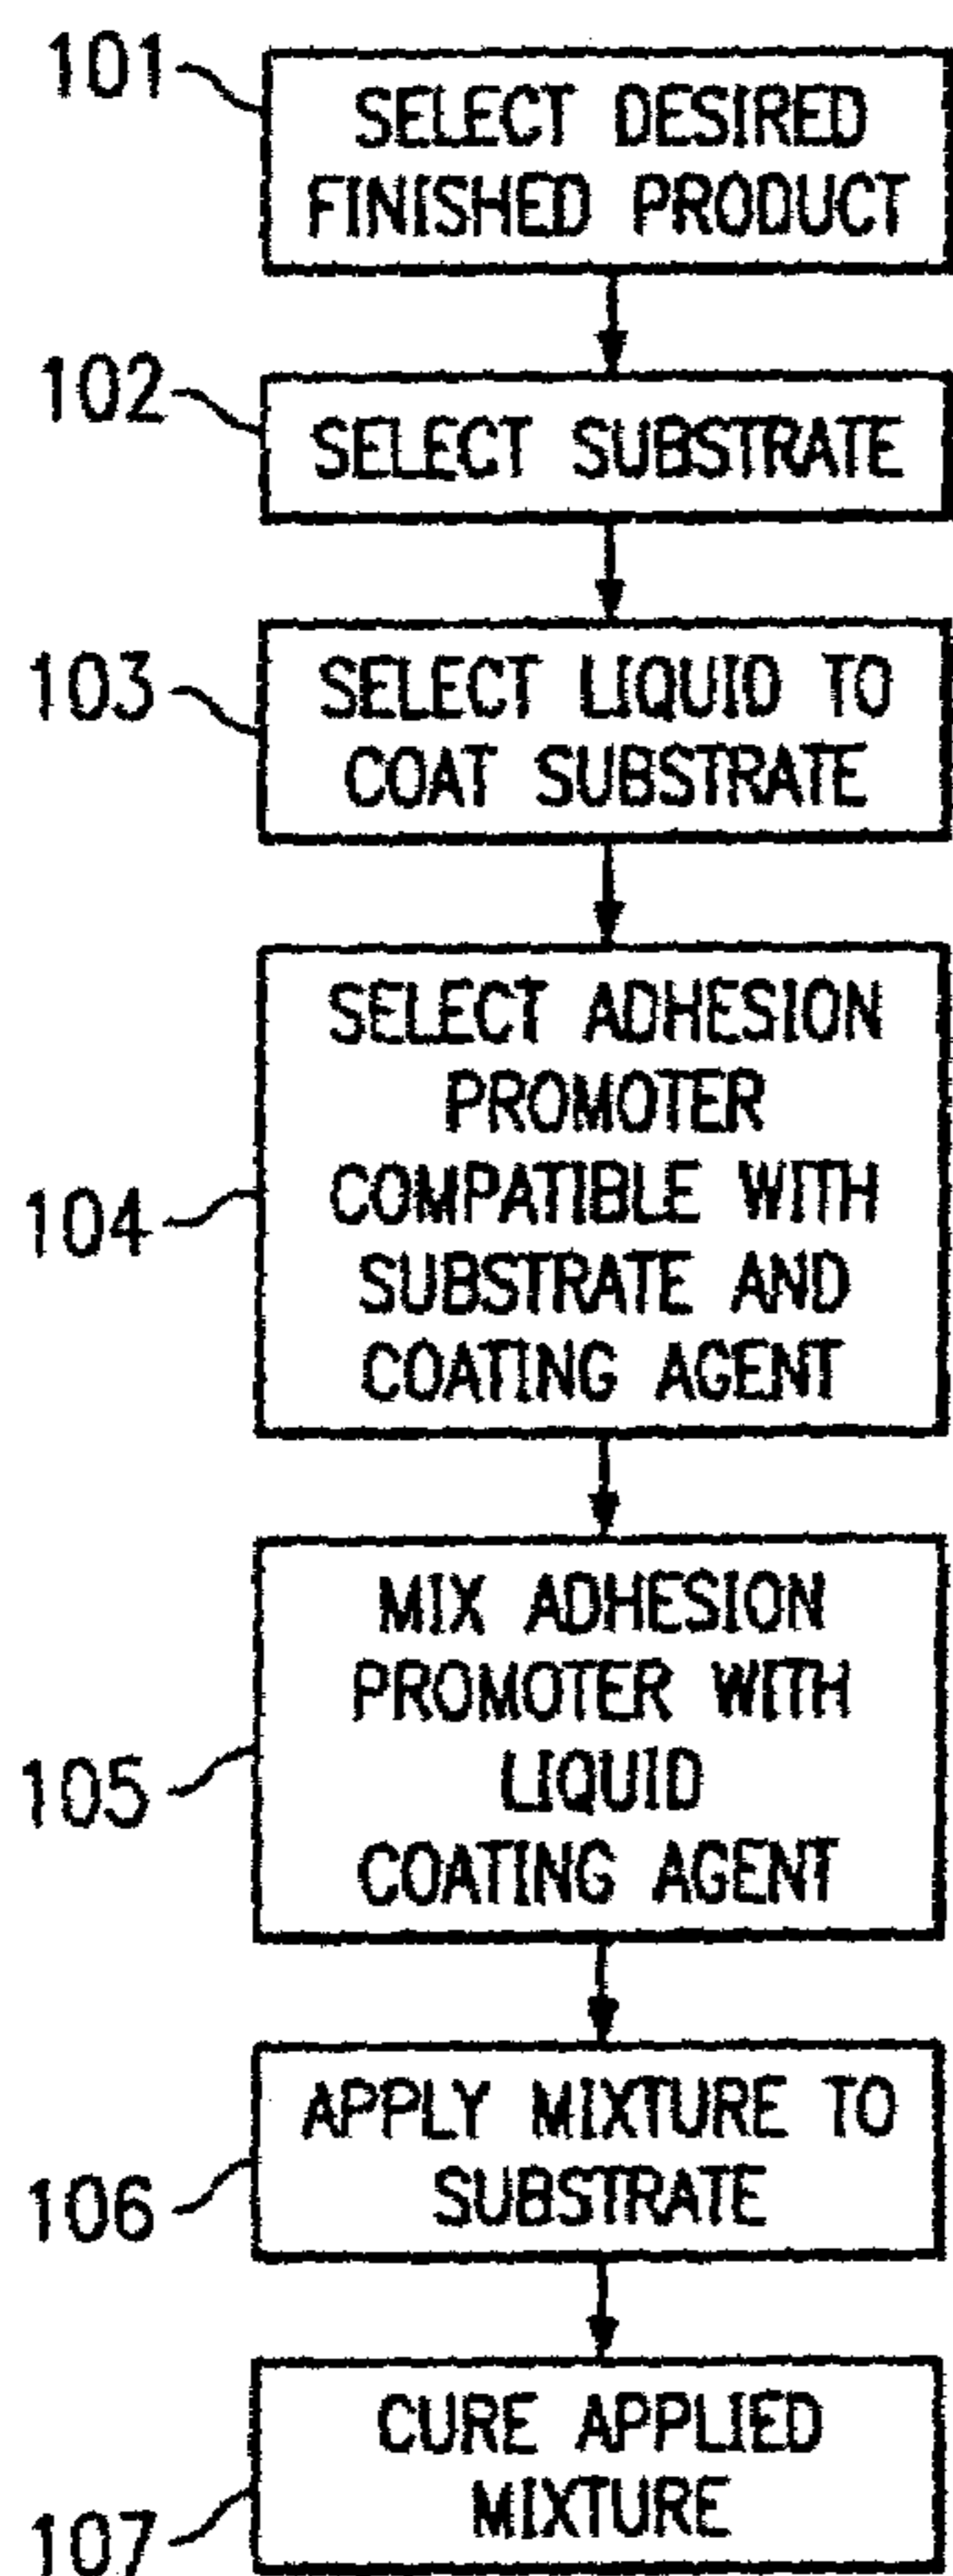 101
SELECT DESIRED
FINISHED PRODUCT
102
SELECT SUBSTRATE
103
SELECT LIQUID TO
COAT SUBSTRATE
104
SELECT ADHESION
PROMOTER
COMPATIBLE WITH
SUBSTRATE AND
COATING AGENT
105
MIX ADHESION
PROMOTER WITH
LIQUID
COATING AGENT
106
APPLY MIXTURE TO
SUBSTRATE
107
CURE APPLIED
MIXTURE